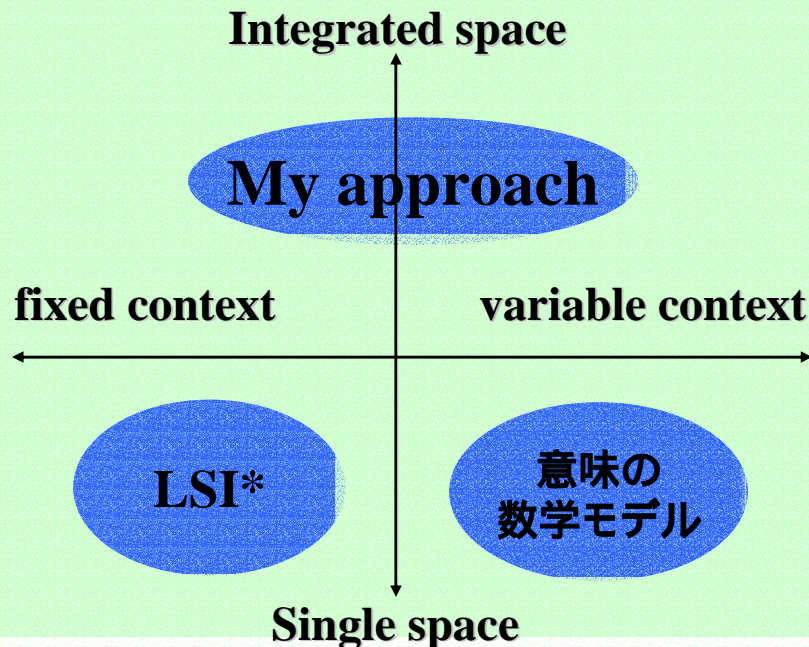 Integrated space
My approach
fixed context
variable context
LSI*
意味の
数学モデル
Single space